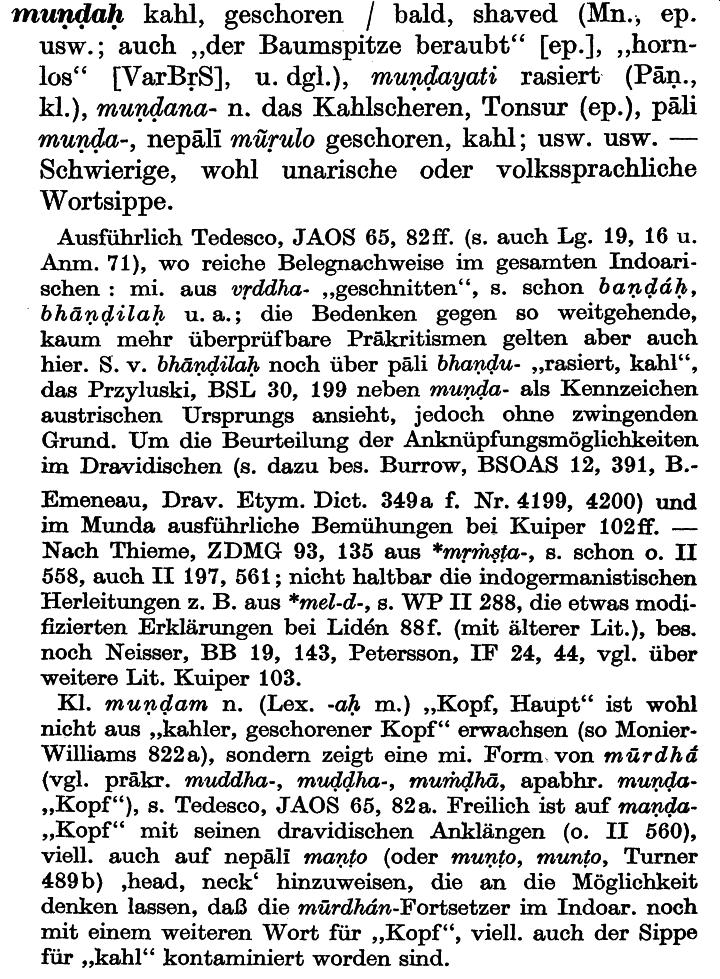 muṇḍaḥ kahl, geschoren / bald, shaved (Mn., ep.
usw.; auch „der Baumspitze beraubt“ [ep.], „horn-
los“ [VarBṛS], u. dgl.), muṇḍayati rasiert (Pāṇ.,
kl.), muṇḍana- n. das Kahlscheren, Tonsur (ep.), pāli
muṇḍa-, nepālī mũṛulo geschoren, kahl; usw. usw. —
Schwierige, wohl unarische oder volkssprachliche
Wortsippe.
Ausführlich Tedesco, JAOS 65, 82ff. (s. auch Lg. 19, 16 u.
Anm. 71), wo reiche Belegnachweise im gesamten Indoari-
schen : mi. aus vṛddha- „geschnitten“, s. schon baṇḍáḥ,
bhāṇḍilaḥ u. a.; die Bedenken gegen so weitgehende,
kaum mehr überprüfbare Präkritismen gelten aber auch
hier. S. v. bhāṇḍilaḥ noch über pāli bhaṇḍu- „rasiert, kahl“,
das Przyluski, BSL 30, 199 neben muṇḍa- als Kennzeichen
austrischen Ursprungs ansieht, jedoch ohne zwingenden
Grund. Um die Beurteilung der Anknüpfungsmöglichkeiten
im Dravidischen (s. dazu bes. Burrow, BSOAS 12, 391, B.-
Emeneau, Drav. Etym. Dict. 349a f. Nr. 4199, 4200) und
im Munda ausführliche Bemühungen bei Kuiper 102ff. —
Nach Thieme, ZDMG 93, 135 aus *mṛṁṣṭa-, s. schon o. II
558, auch II 197, 561; nicht haltbar die indogermanistischen
Herleitungen z. B. aus *mel-d-, s. WP II 288, die etwas modi-
fizierten Erklärungen bei Lidén 88f. (mit älterer Lit.), bes.
noch Neisser, BB 19, 143, Petersson, IF 24, 44, vgl. über
weitere Lit. Kuiper 103.
Kl. muṇḍam n. (Lex. -aḥ m.) „Kopf, Haupt“ ist wohl
nicht aus „kahler, geschorener Kopf“ erwachsen (so Monier-
Williams 822a), sondern zeigt eine mi. Form von mūrdhā́
(vgl. präkr. muddha-, muḍḍha-, muṁḍhā, apabhr. muṇḍa-
„Kopf“), s. Tedesco, JAOS 65, 82a. Freilich ist auf maṇḍa-
„Kopf“ mit seinen dravidischen Anklängen (o. II 560),
viell. auch auf nepālī maṇṭo (oder muṇṭo, munṭo, Turner
489b) ‚head, neck‘ hinzuweisen, die an die Möglichkeit
denken lassen, daß die mūrdhán-Fortsetzer im Indoar. noch
mit einem weiteren Wort für „Kopf“, viell. auch der Sippe
für „kahl“ kontaminiert worden sind.